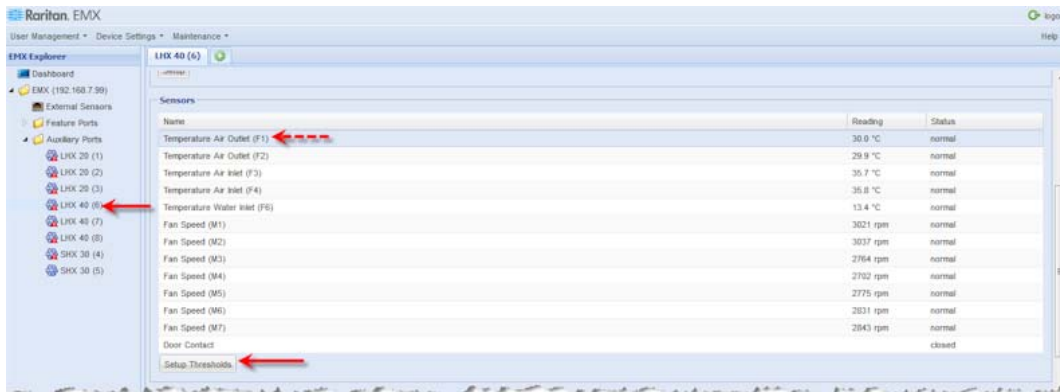 Raritan. EMX
logo
User Management Device Settings Maintenance
Help
EMX Explorer
LHX 40 (6)
Dashboard
EMX (192.168.7.99)
External Sensors
Feature Ports
Auxiliary Ports
LHX 20 (1)
LHX 20 (2)
LHX 20 (3)
LHX 40 (6)
LHX 40 (7)
LHX 40 (8)
SHX 30 (4)
SHX 30 (5)
Sensors
Name Reading Status
Temperature Air Outlet (F1) 30.0 °C normal
Temperature Air Outlet (F2) 29.9 °C normal
Temperature Air Inlet (F3) 35.7 °C normal
Temperature Air Inlet (F4) 35.8 °C normal
Temperature Water Inlet (F6) 13.4 °C normal
Fan Speed (M1) 3021 rpm normal
Fan Speed (M2) 3037 rpm normal
Fan Speed (M3) 2764 rpm normal
Fan Speed (M4) 2702 rpm normal
Fan Speed (M5) 2775 rpm normal
Fan Speed (M6) 2831 rpm normal
Fan Speed (M7) 2843 rpm normal
Door Contact closed
Setup Thresholds